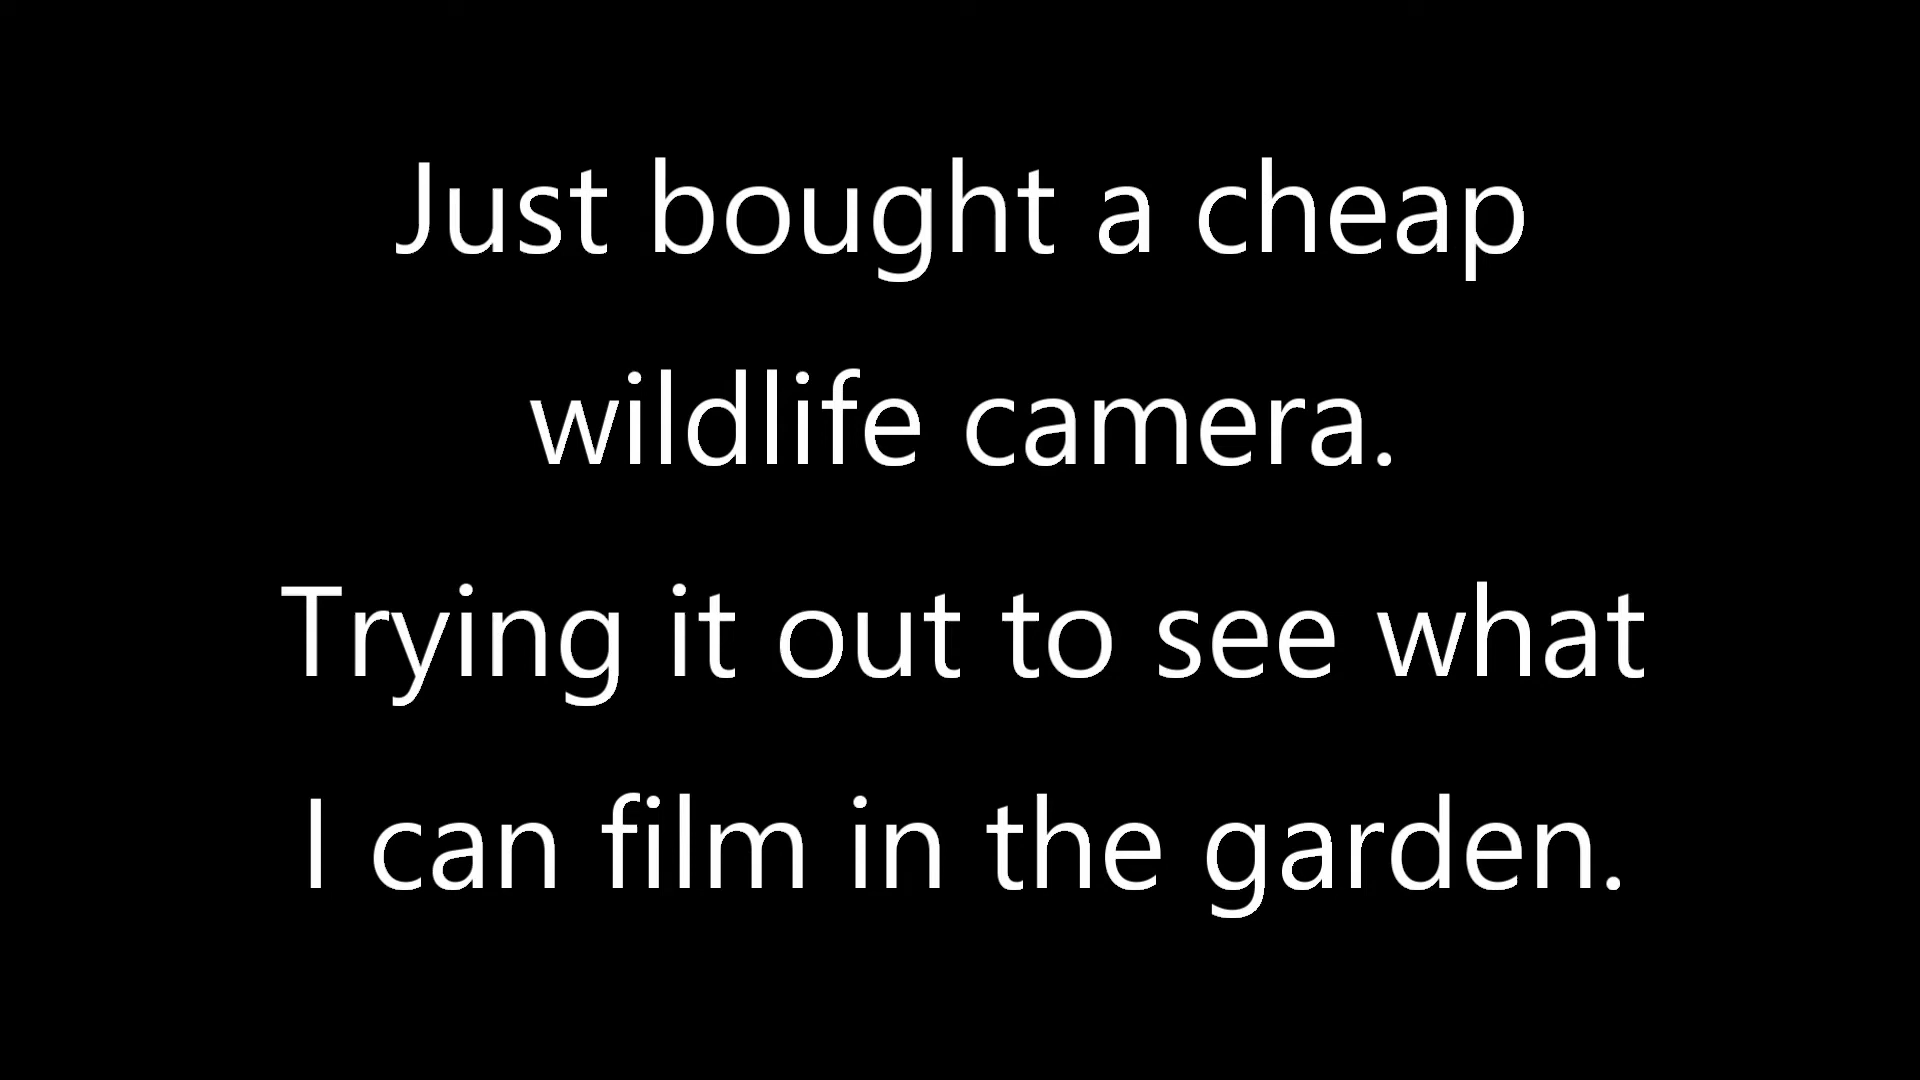 Just bought a cheap
wildlife camera.
Trying it out to see what
I can film in the garden.